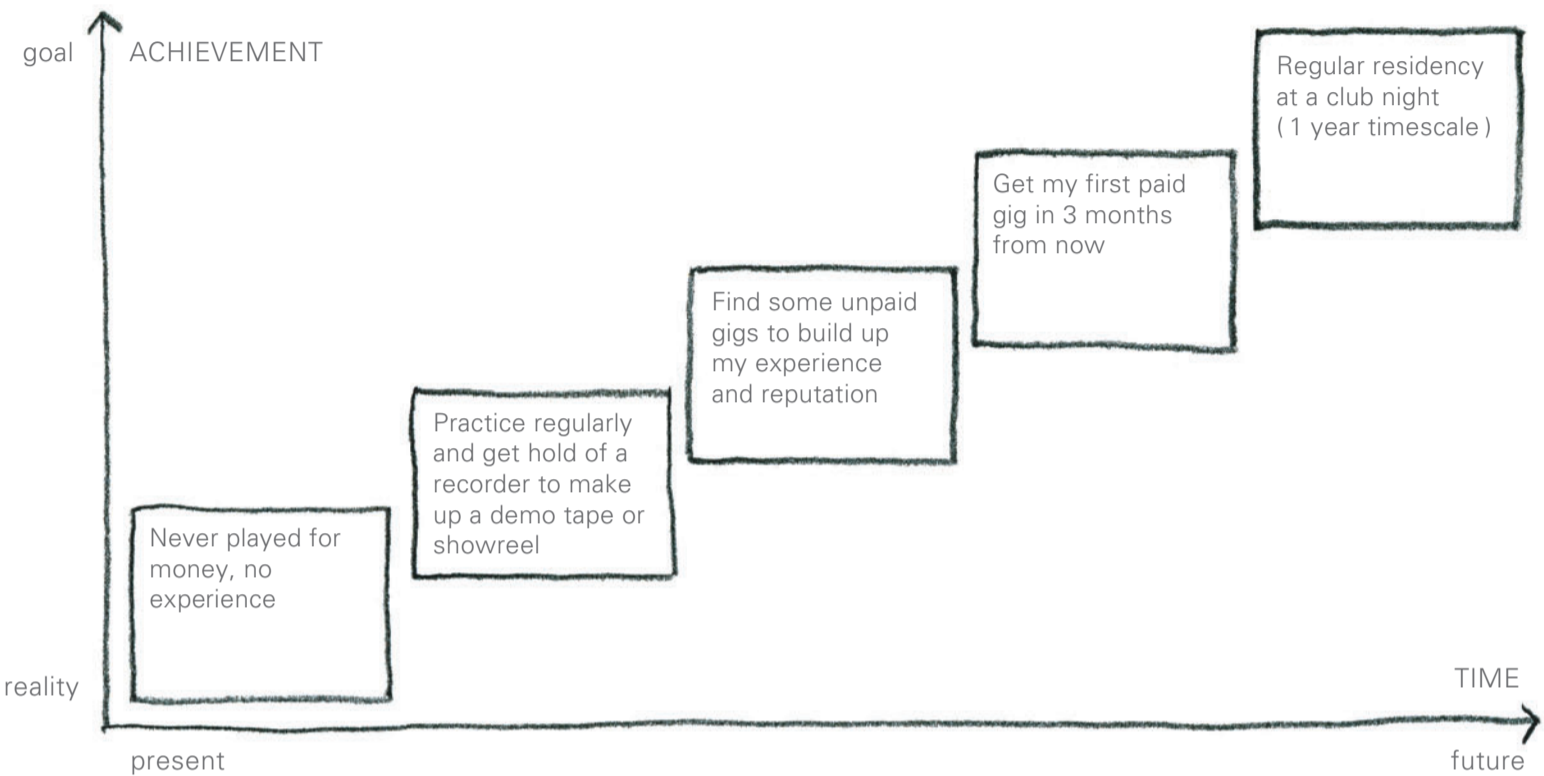 goal
ACHIEVEMENT
Regular residency
at a club night
( 1 year timescale )
Get my first paid
gig in 3 months
from now
Find some unpaid
gigs to build up
my experience
and reputation
Practice regularly
and get hold of a
recorder to make
up a demo tape or
showreel
Never played for
money, no
experience
reality
TIME
present
future